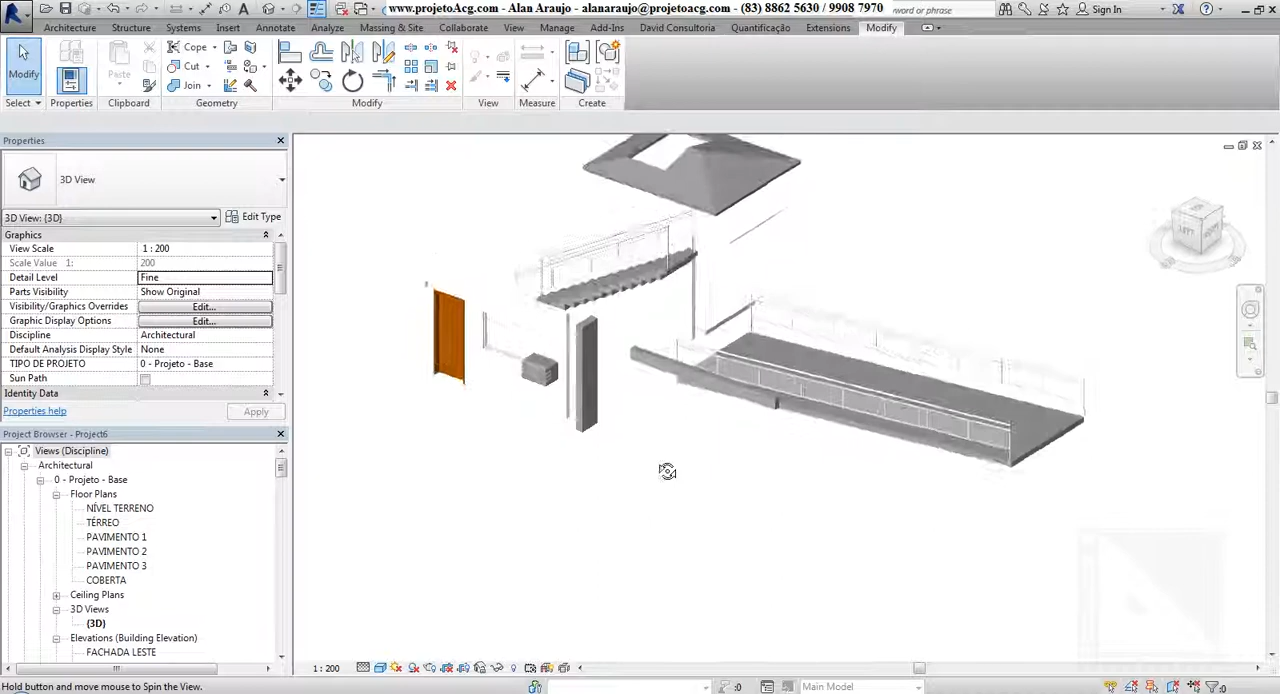 www.projetoAcg.com - Alan Araujo - alanaraujo@projetoacg.com - (83) 8862 5630 / 9908 7970
word or phrase
Sign In
Architecture Structure Systems Insert Annotate Analyze Massing & Site Collaborate View Manage Add-Ins David Consultoria Quantificação Extensions Modify
Modify
Paste
Cope
Cut
Join
Select Properties Clipboard Geometry Modify View Measure Create
Properties
3D View
3D View: {3D}
Edit Type
Graphics
View Scale 1 : 200
Scale Value 1: 200
Detail Level Fine
Parts Visibility Show Original
Visibility/Graphics Overrides Edit...
Graphic Display Options Edit...
Discipline Architectural
Default Analysis Display Style None
TIPO DE PROJETO 0 - Projeto - Base
Sun Path
Identity Data
Properties help
Apply
Project Browser - Project6
Views (Discipline)
Architectural
0 - Projeto - Base
Floor Plans
NÍVEL TERRENO
TÉRREO
PAVIMENTO 1
PAVIMENTO 2
PAVIMENTO 3
COBERTA
Ceiling Plans
3D Views
{3D}
Elevations (Building Elevation)
FACHADA LESTE
1 : 200
Hold button and move mouse to Spin the View.
:0
Main Model
:0